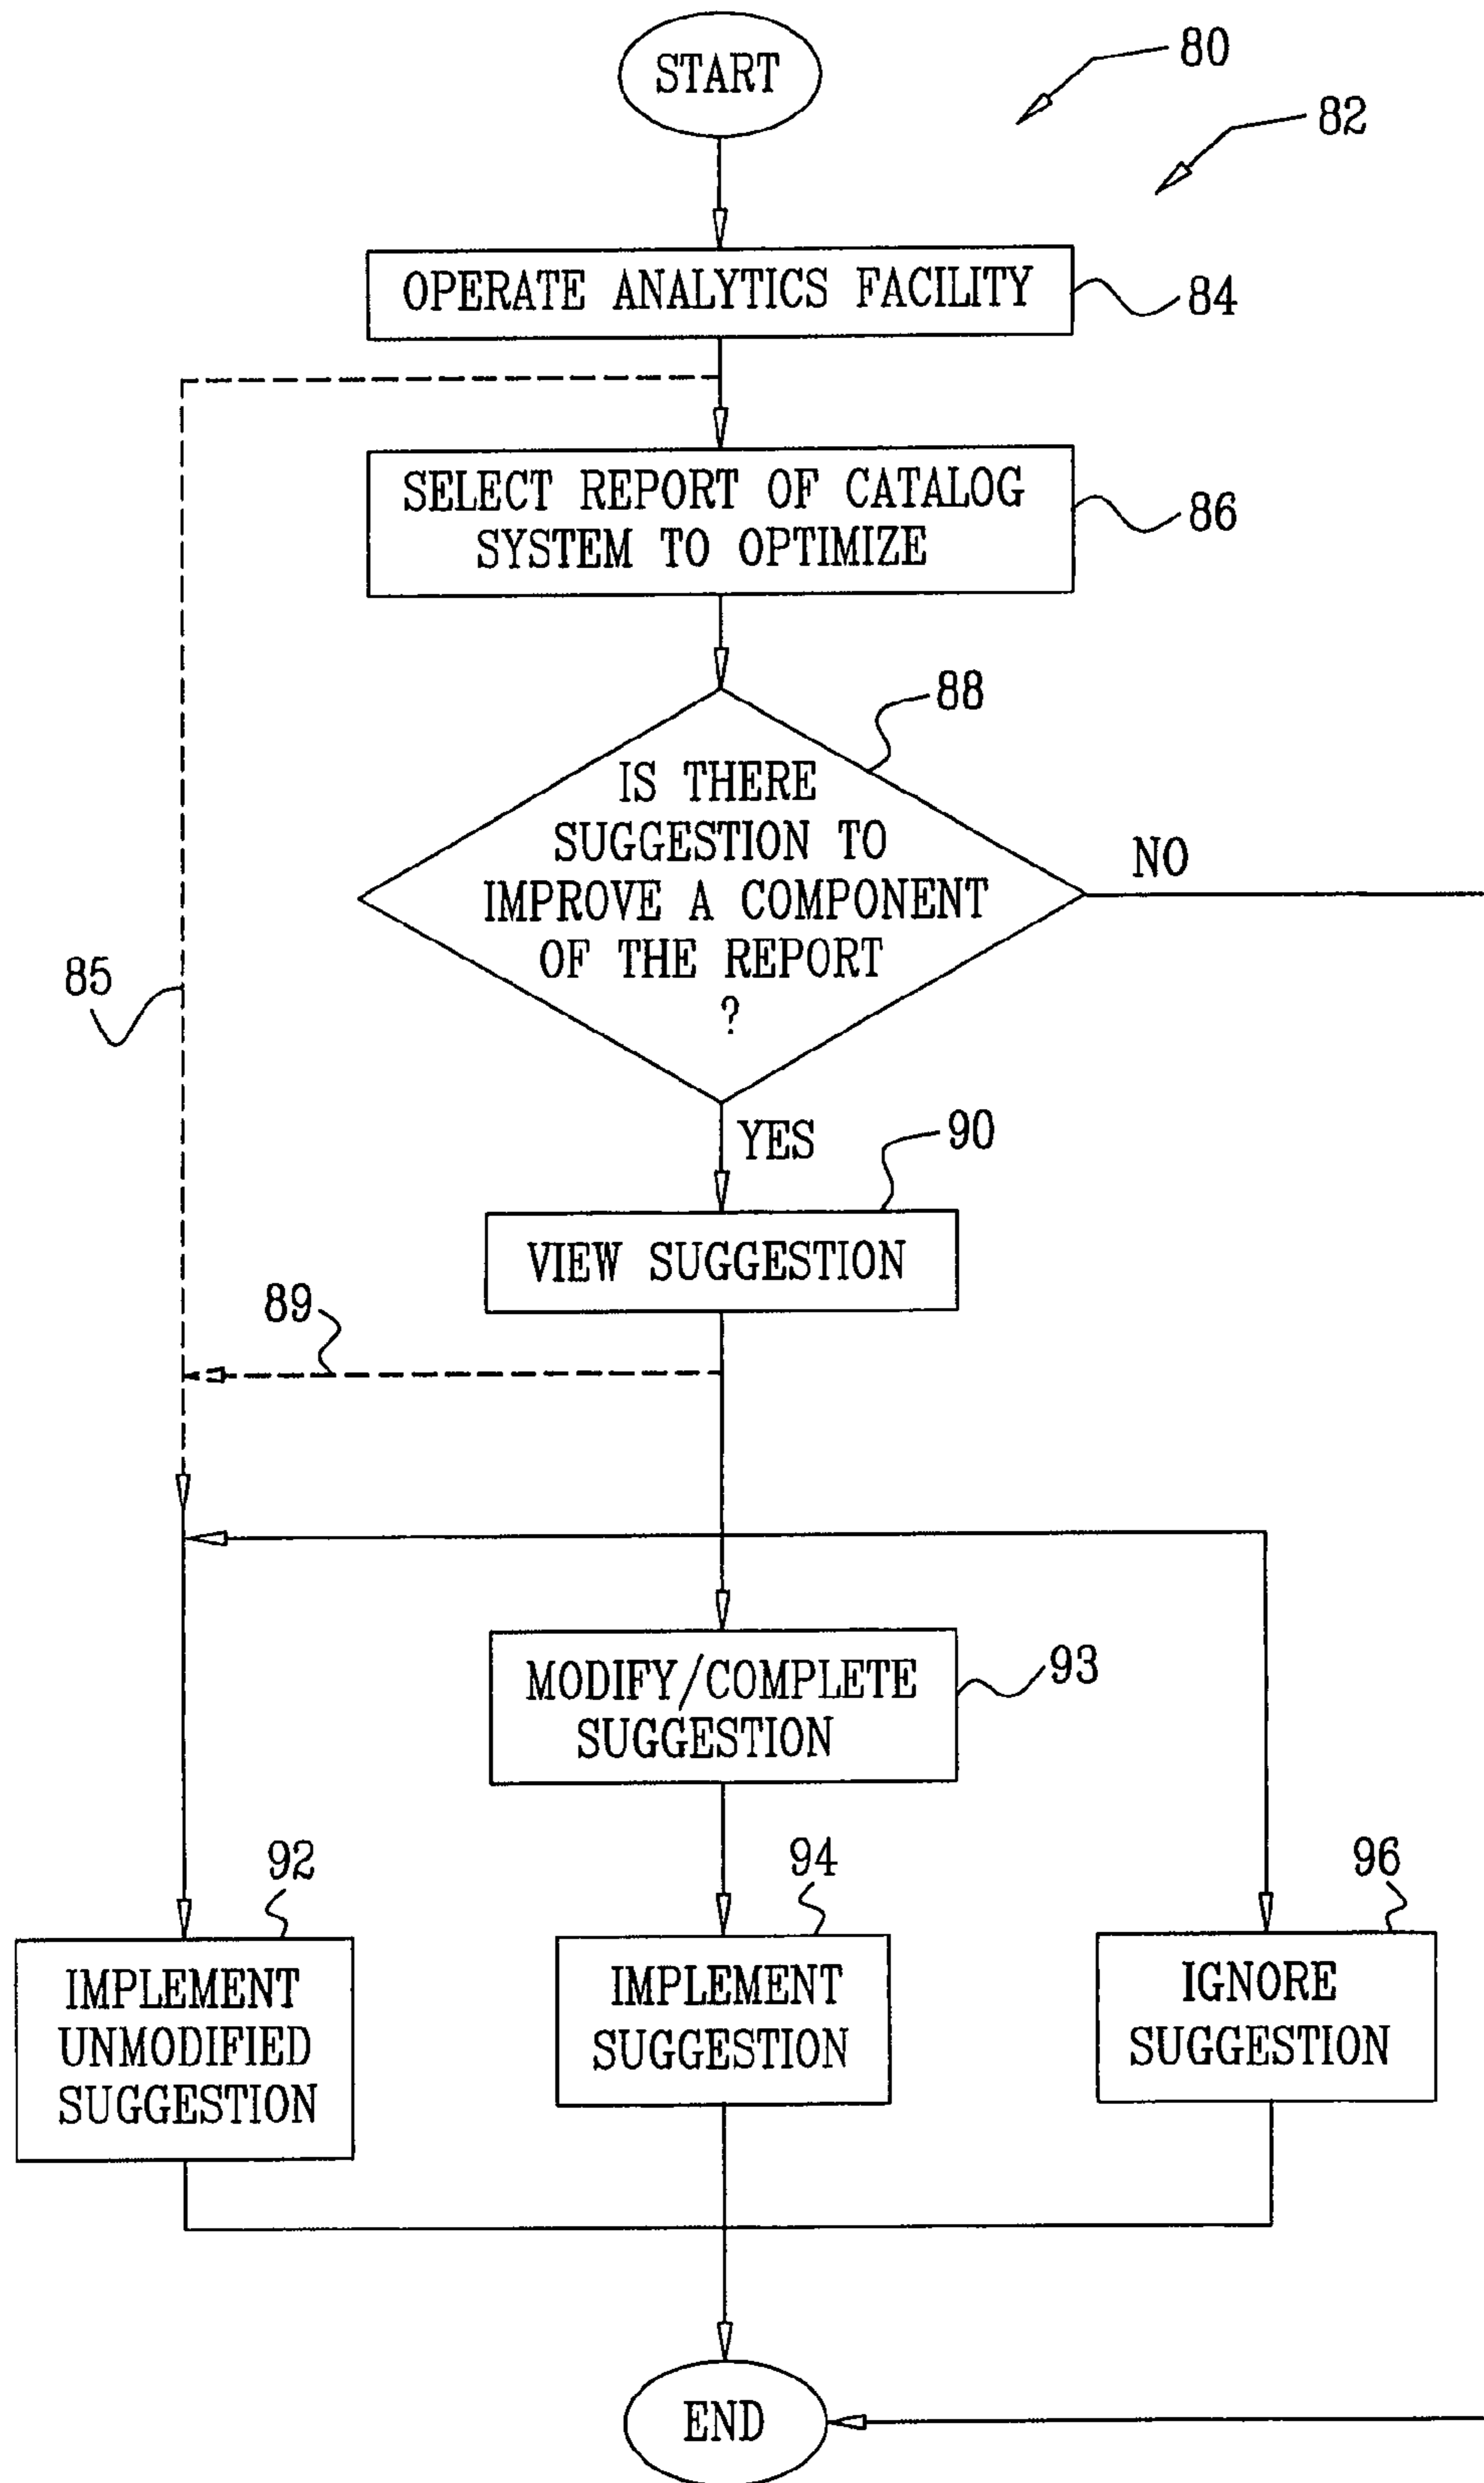 START
80
82
OPERATE ANALYTICS FACILITY
84
SELECT REPORT OF CATALOG
SYSTEM TO OPTIMIZE
86
88
IS THERE
SUGGESTION TO
IMPROVE A COMPONENT
OF THE REPORT
?
NO
85
YES
90
VIEW SUGGESTION
89
MODIFY/COMPLETE
SUGGESTION
93
92
IMPLEMENT
UNMODIFIED
SUGGESTION
94
IMPLEMENT
SUGGESTION
96
IGNORE
SUGGESTION
END